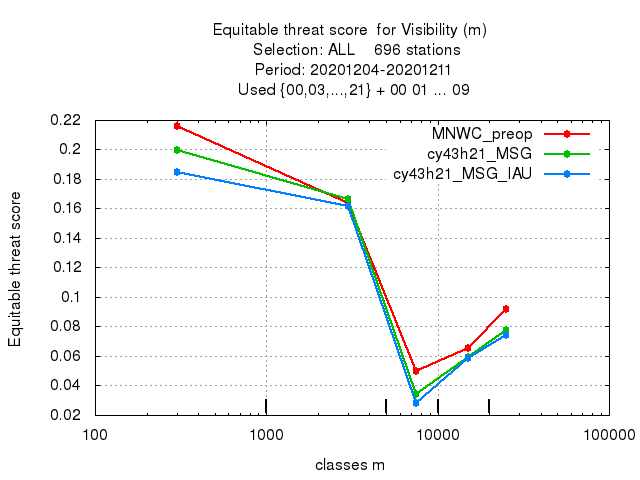 Equitable threat score  for Visibility (m)
Selection: ALL    696 stations
Period: 20201204-20201211
Used {00,03,...,21} + 00 01 ... 09
MNWC_preop
cy43h21_MSG
cy43h21_MSG_IAU
Equitable threat score
0.22
0.2
0.18
0.16
0.14
0.12
0.1
0.08
0.06
0.04
0.02
100
1000
10000
100000
classes m